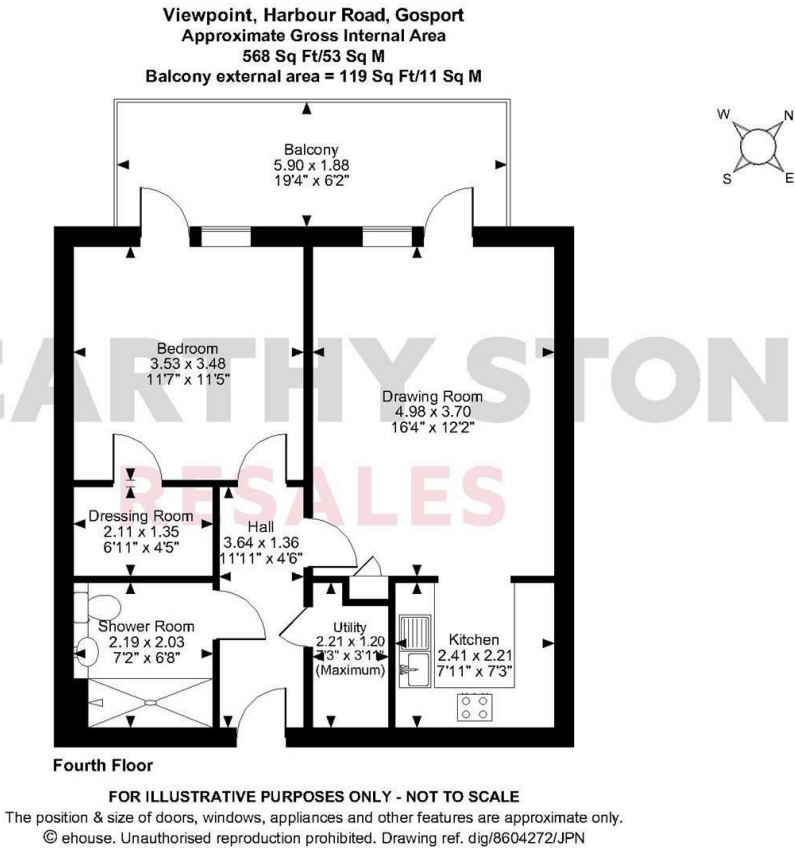 Viewpoint, Harbour Road, Gosport
Approximate Gross Internal Area
568 Sq Ft/53 Sq M
Balcony external area = 119 Sq Ft/11 Sq M
W N
S E
Balcony
5.90 x 1.88
19'4" x 6'2"
Bedroom
3.53 x 3.48
11'7" x 11'5"
CARTHY STON
Drawing Room
4.98 x 3.70
16'4" x 12'2"
RESALES
Dressing Room
2.11 x 1.35
6'11" x 4'5"
Hall
3.64 x 1.36
11'11" x 4'6"
Shower Room
2.19 x 2.03
7'2" x 6'8"
Utility
2.21 x 1.20
7'3" x 3'11"
(Maximum)
Kitchen
2.41 x 2.21
7'11" x 7'3"
Fourth Floor
FOR ILLUSTRATIVE PURPOSES ONLY - NOT TO SCALE
The position & size of doors, windows, appliances and other features are approximate only.
© ehouse. Unauthorised reproduction prohibited. Drawing ref. dig/8604272/JPN